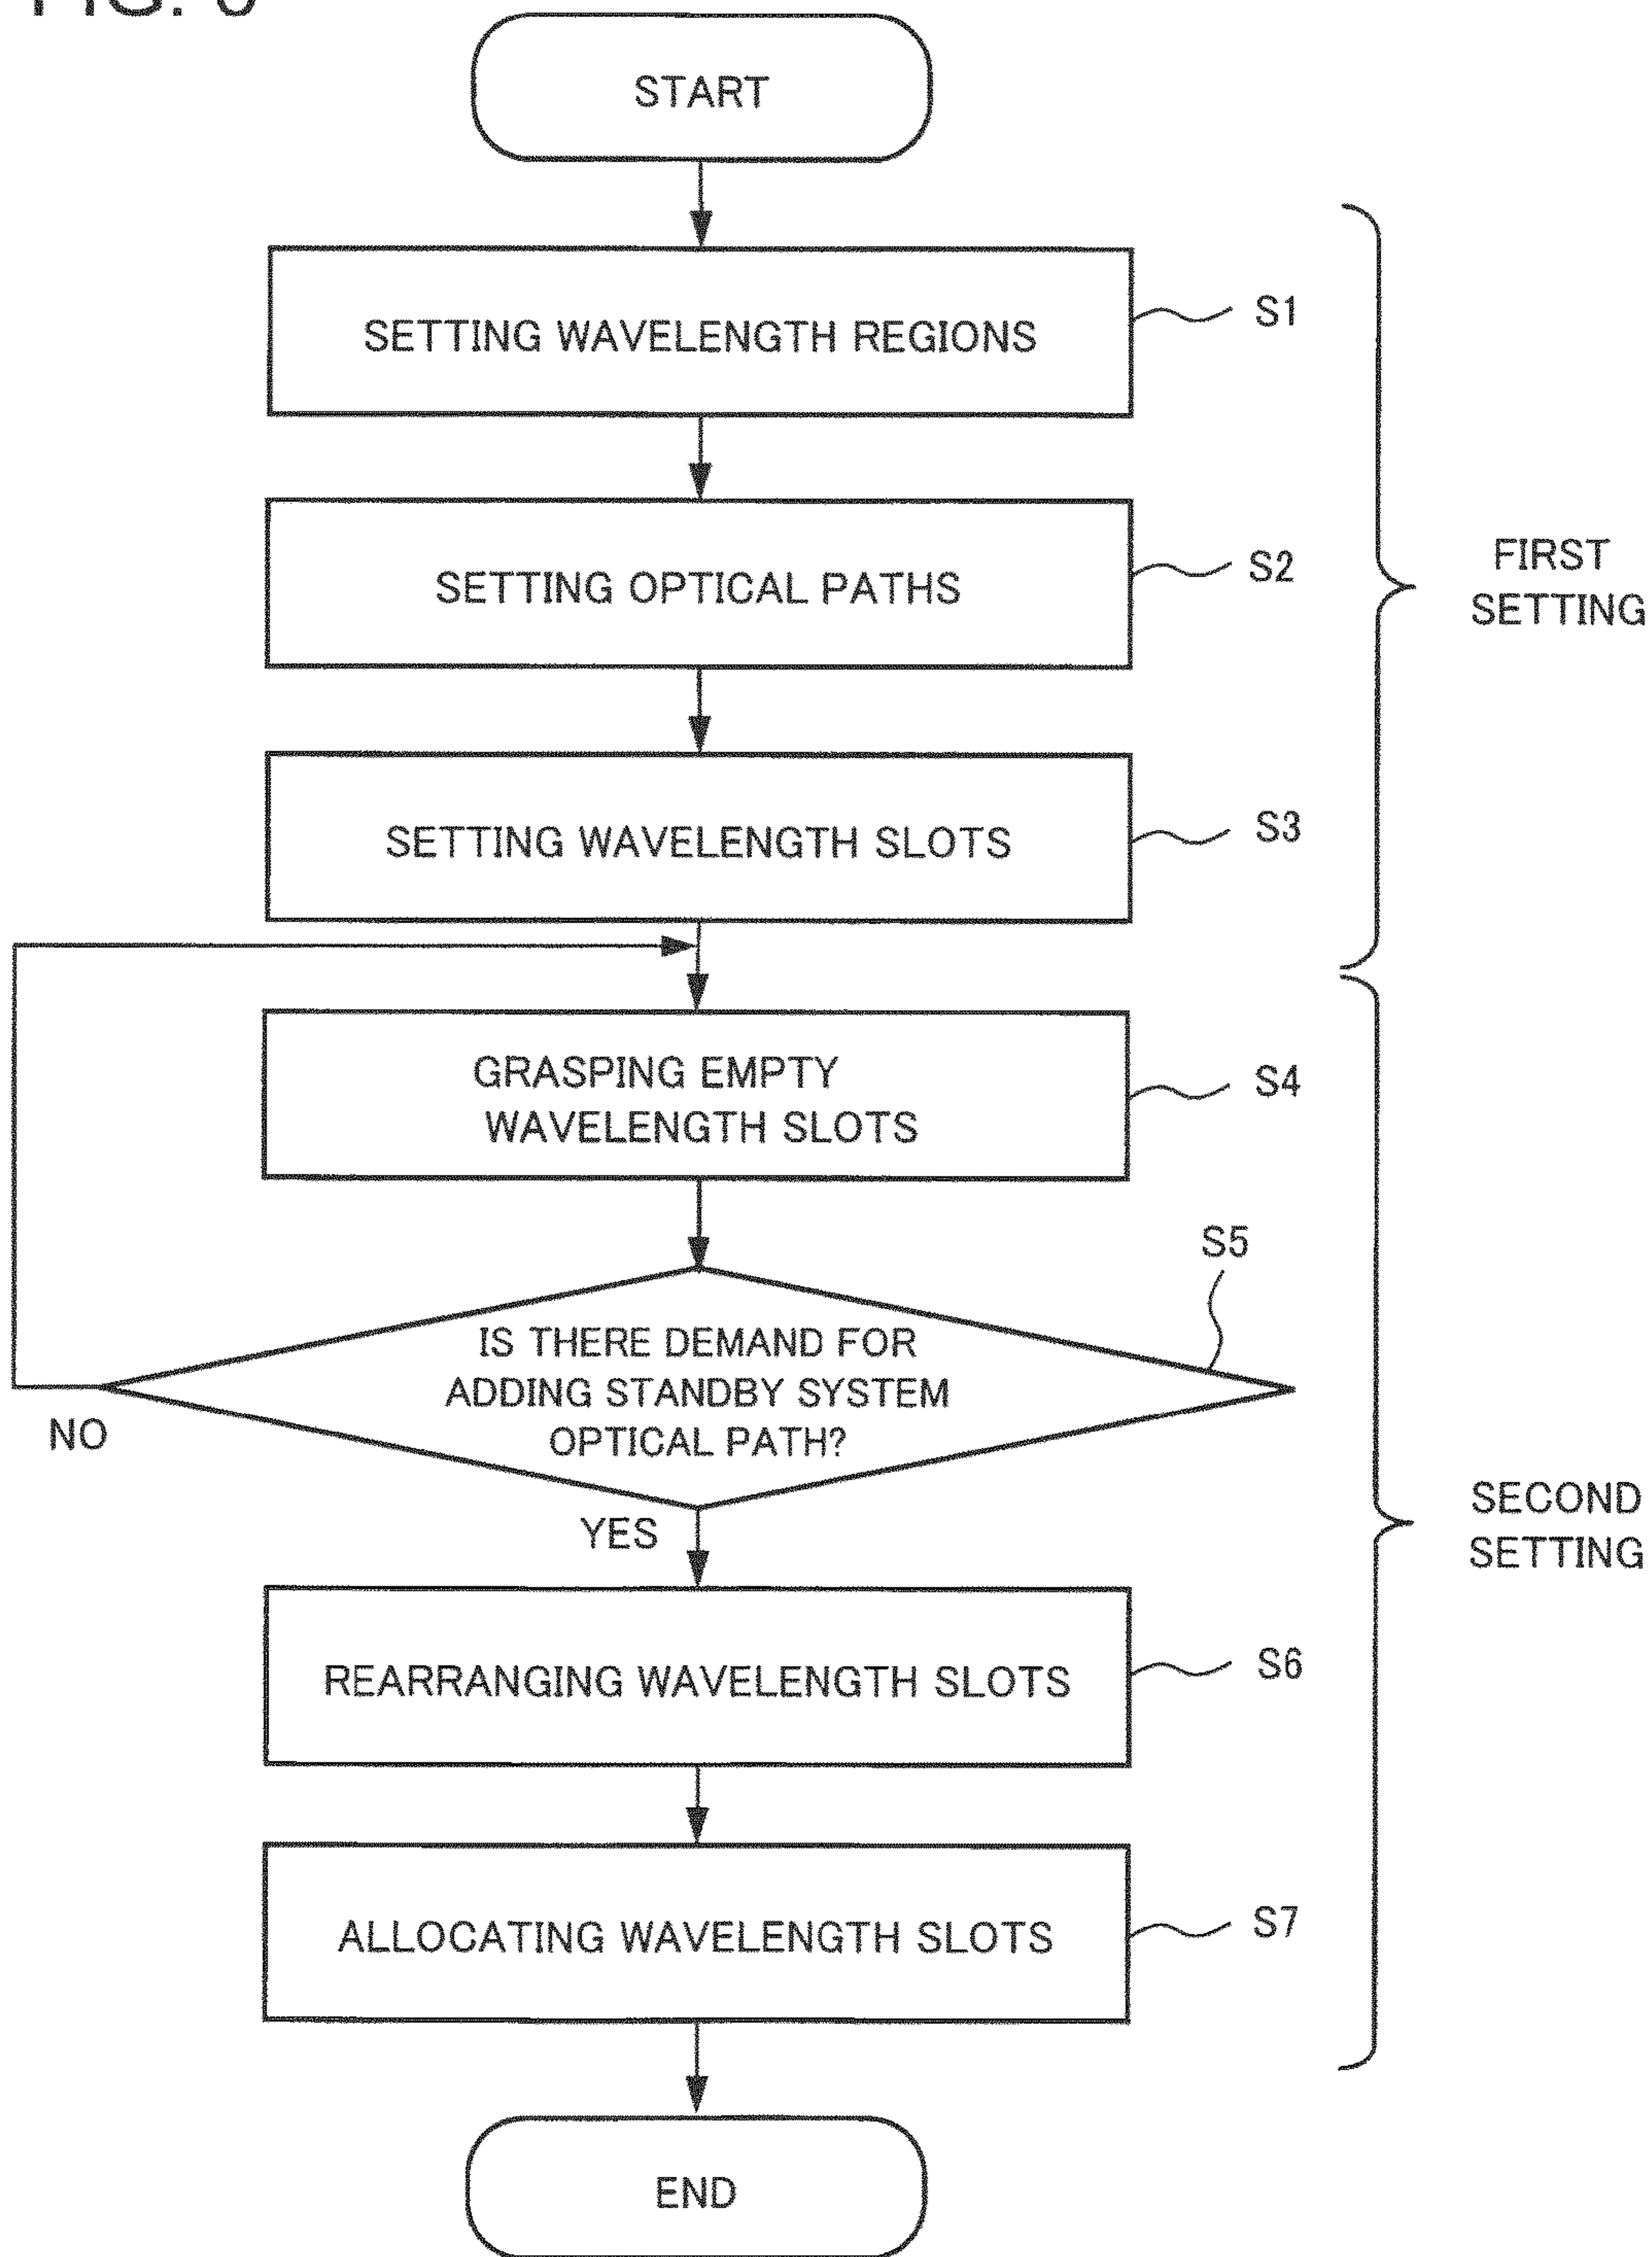 START
SETTING WAVELENGTH REGIONS
S1
SETTING OPTICAL PATHS
S2
FIRST
SETTING
SETTING WAVELENGTH SLOTS
S3
GRASPING EMPTY
WAVELENGTH SLOTS
S4
S5
IS THERE DEMAND FOR
ADDING STANDBY SYSTEM
OPTICAL PATH?
NO
YES
SECOND
SETTING
REARRANGING WAVELENGTH SLOTS
S6
ALLOCATING WAVELENGTH SLOTS
S7
END